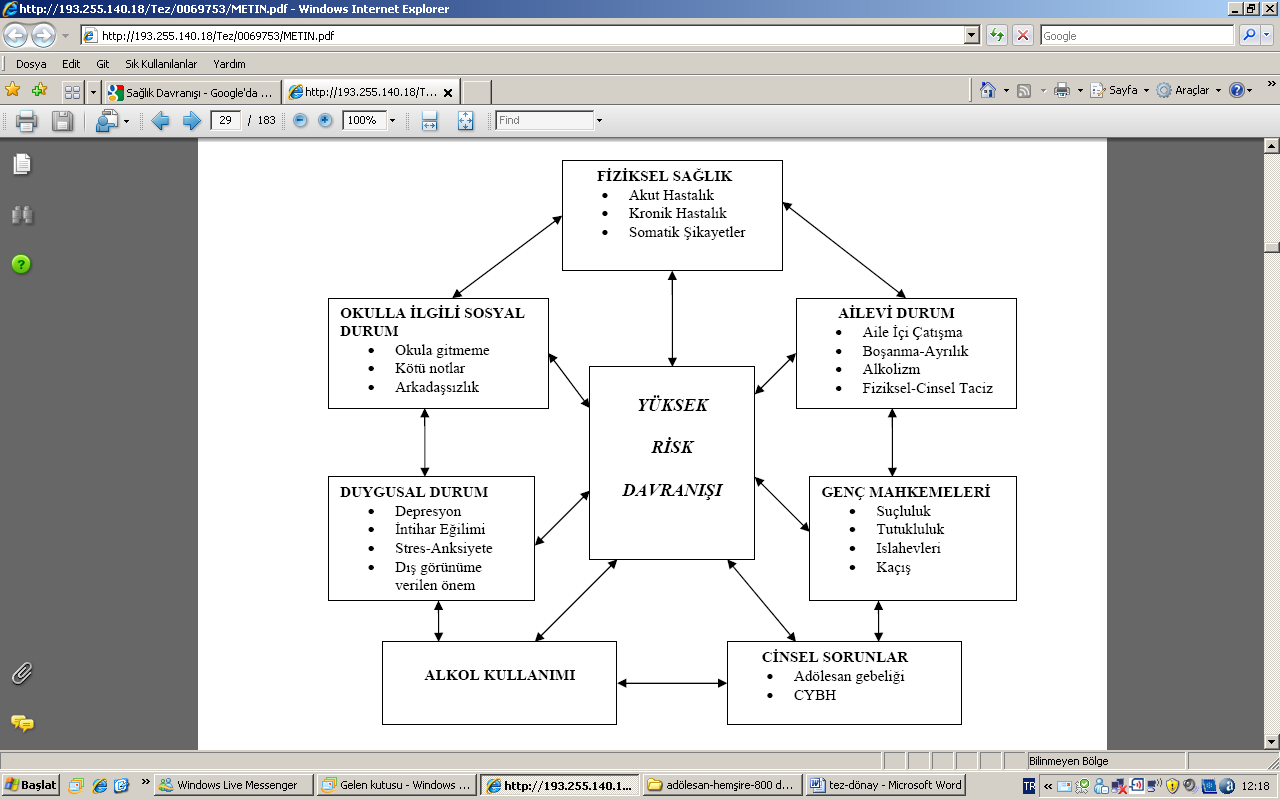 http://193.255.140.18/Tez/0069753/METIN.pdf - Windows Internet Explorer
http://193.255.140.18/Tez/0069753/METIN.pdf
Google
Dosya Edit Git Sık Kullanılanlar Yardım
Sağlık Davranışı - Google'da ...
http://193.255.140.18/T...
Sayfa
Araçlar
29 / 183
100%
Find
FİZİKSEL SAĞLIK
• Akut Hastalık
• Kronik Hastalık
• Somatik Şikayetler
OKULLA İLGİLİ SOSYAL
DURUM
• Okula gitmeme
• Kötü notlar
• Arkadaşsızlık
AİLEVİ DURUM
• Aile İçi Çatışma
• Boşanma-Ayrılık
• Alkolizm
• Fiziksel-Cinsel Taciz
YÜKSEK
RİSK
DAVRANIŞI
DUYGUSAL DURUM
• Depresyon
• İntihar Eğilimi
• Stres-Anksiyete
• Dış görünüme
verilen önem
GENÇ MAHKEMELERİ
• Suçluluk
• Tutukluluk
• Islahevleri
• Kaçış
ALKOL KULLANIMI
CİNSEL SORUNLAR
• Adölesan gebeliği
• CYBH
Bilinmeyen Bölge
Başlat
Windows Live Messenger
Gelen kutusu - Windows ...
http://193.255.140.1...
adölesan-hemşire-800 d...
tez-dönay - Microsoft Word
TR
12:18